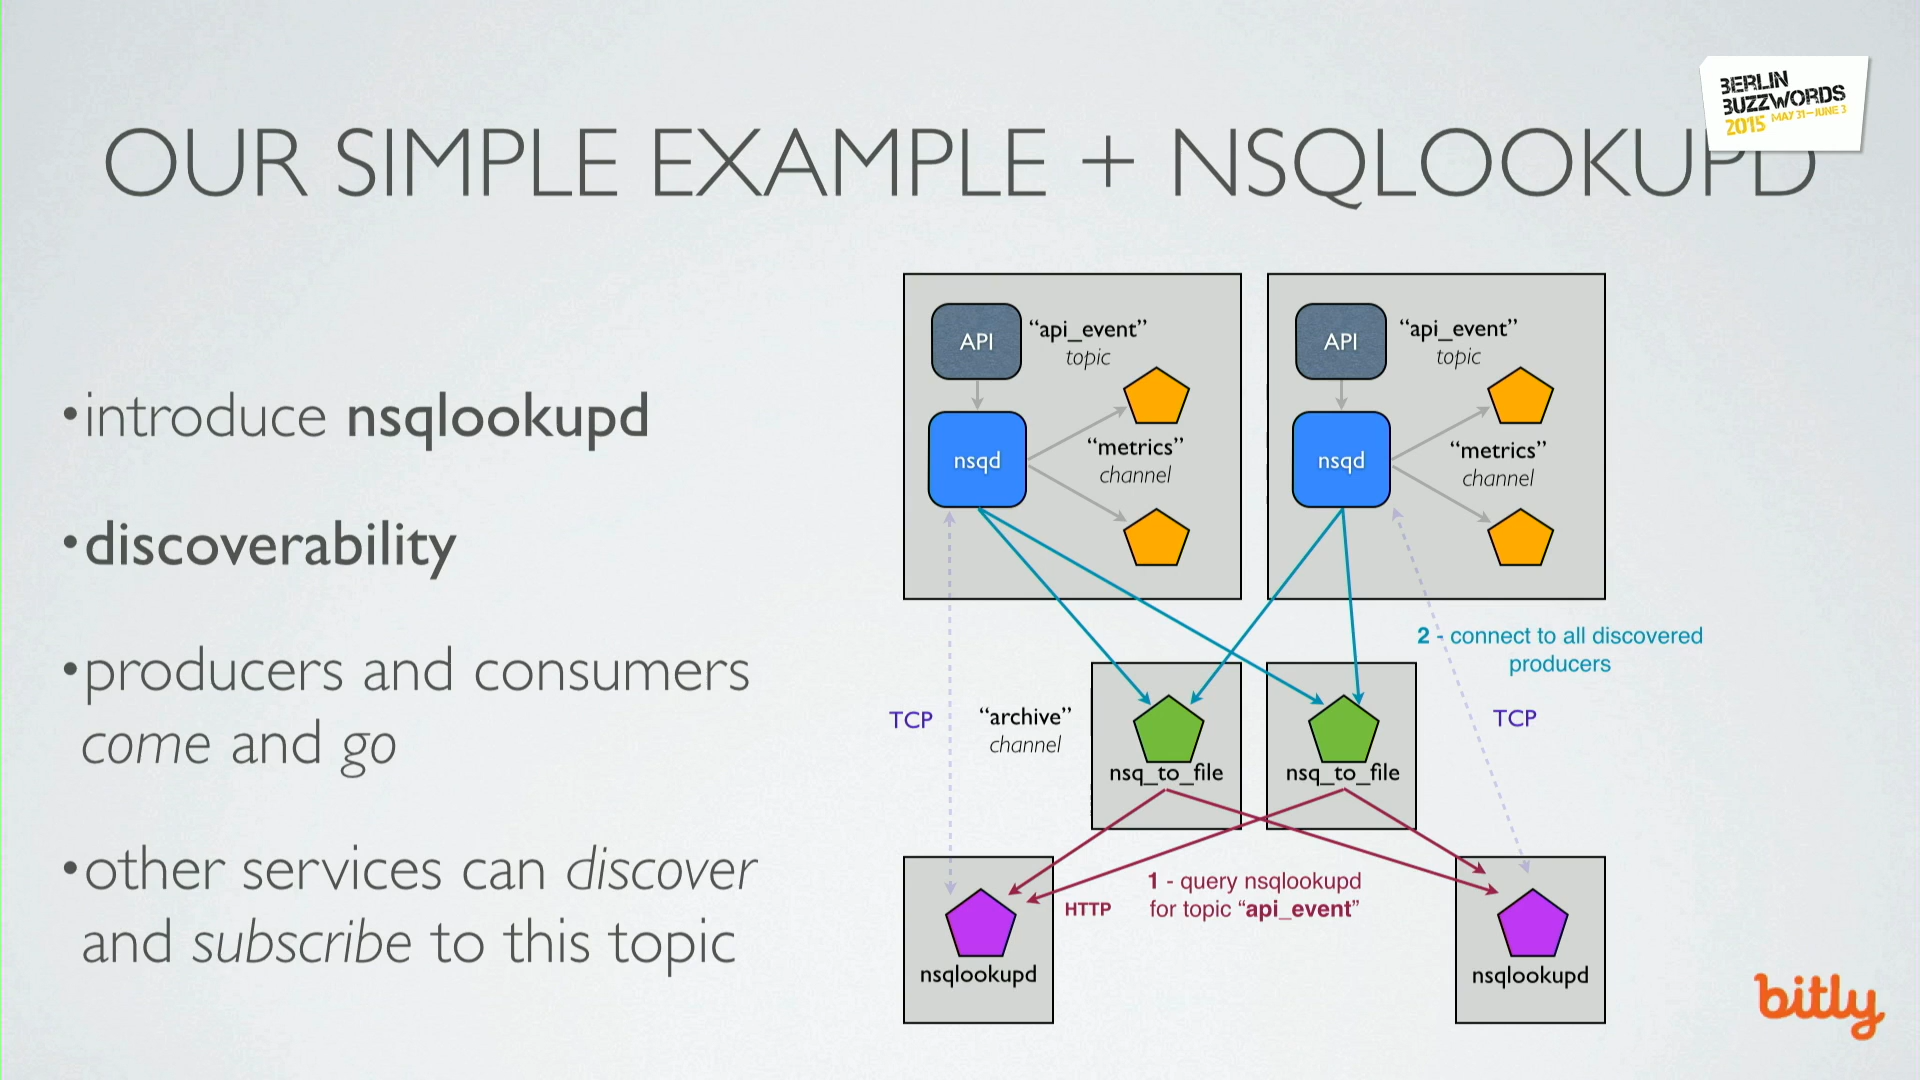 BERLIN
BUZZWORDS
2015 MAY 31-JUNE 3
OUR SIMPLE EXAMPLE + NSQLOOKUPD
•introduce nsqlookupd
•discoverability
•producers and consumers
come and go
•other services can discover
and subscribe to this topic
API
“api_event”
topic
nsqd
“metrics”
channel
API
“api_event”
topic
nsqd
“metrics”
channel
2 - connect to all discovered
producers
TCP
“archive”
channel
nsq_to_file
nsq_to_file
TCP
HTTP
1 - query nsqlookupd
for topic “api_event”
nsqlookupd
nsqlookupd
bitly